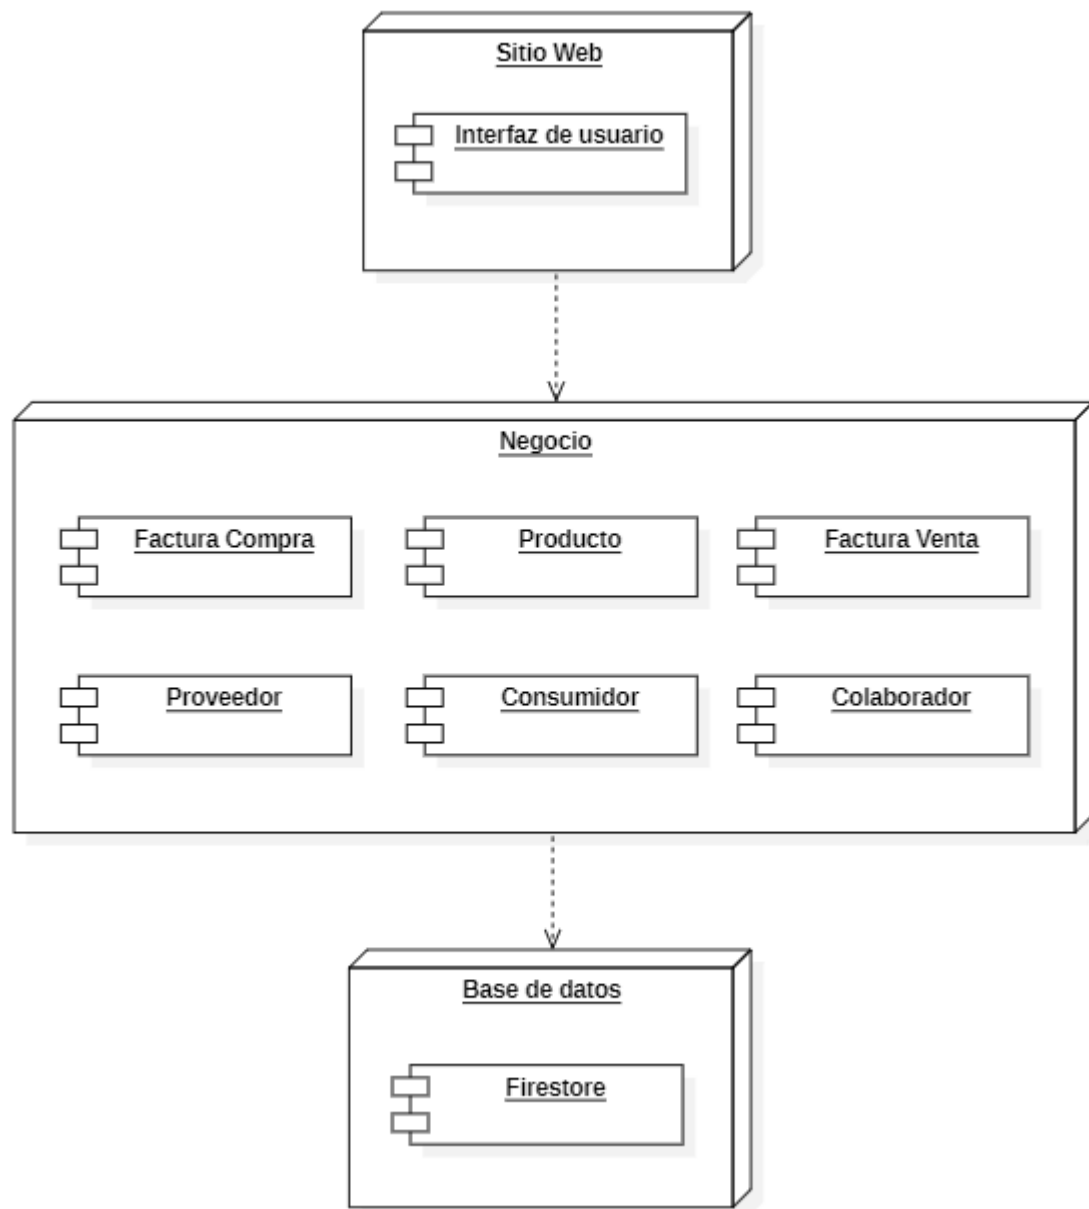 Sitio Web
Interfaz de usuario
Negocio
Factura Compra
Producto
Factura Venta
Proveedor
Consumidor
Colaborador
Base de datos
Firestore